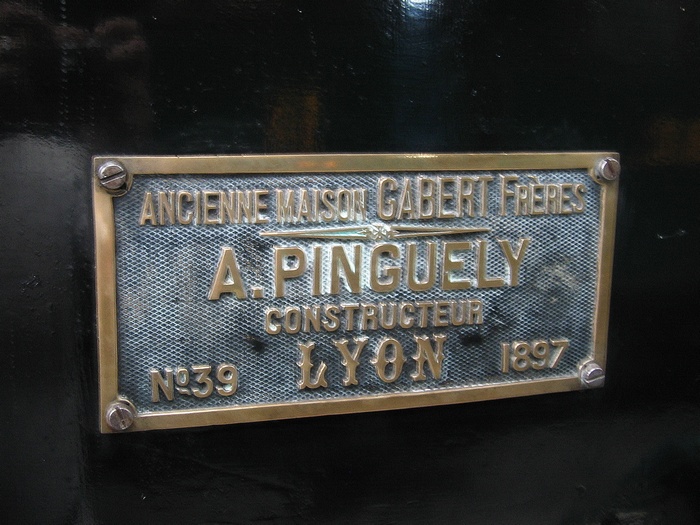 ANCIENNE MAISON GABERT FRÈRES
A. PINGUELY
CONSTRUCTEUR
Nº39 LYON 1897